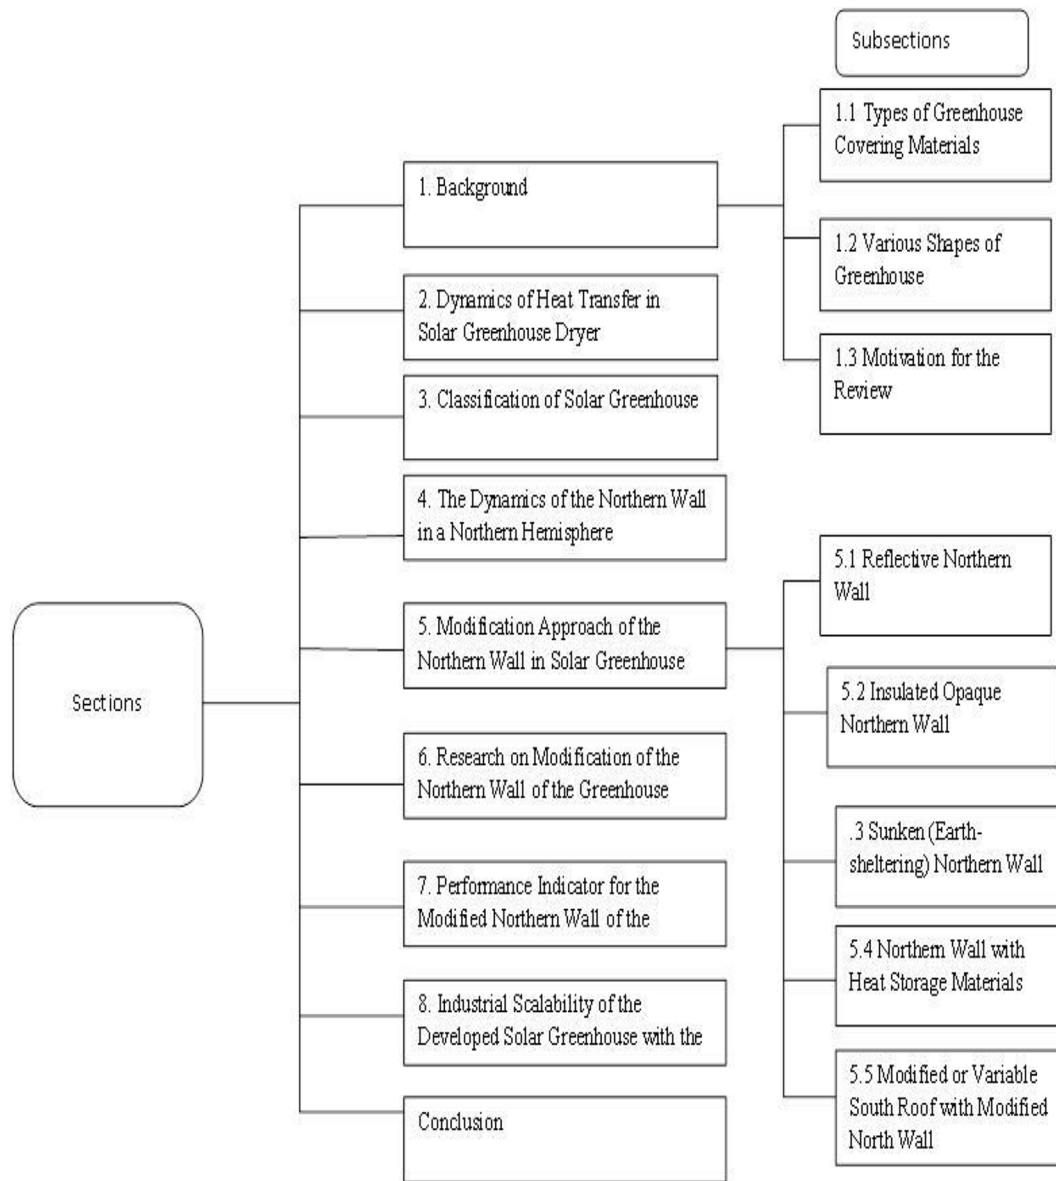 Subsections
1.1 Types of Greenhouse
Covering Materials
1. Background
1.2 Various Shapes of
Greenhouse
2. Dynamics of Heat Transfer in
Solar Greenhouse Dryer
1.3 Motivation for the
Review
3. Classification of Solar Greenhouse
4. The Dynamics of the Northern Wall
in a Northern Hemisphere
5.1 Reflective Northern
Wall
Sections
5. Modification Approach of the
Northern Wall in Solar Greenhouse
5.2 Insulated Opaque
Northern Wall
6. Research on Modification of the
Northern Wall of the Greenhouse
.3 Sunken (Earth-
sheltering) Northern Wall
7. Performance Indicator for the
Modified Northern Wall of the
5.4 Northern Wall with
Heat Storage Materials
8. Industrial Scalability of the
Developed Solar Greenhouse with the
5.5 Modified or Variable
South Roof with Modified
North Wall
Conclusion